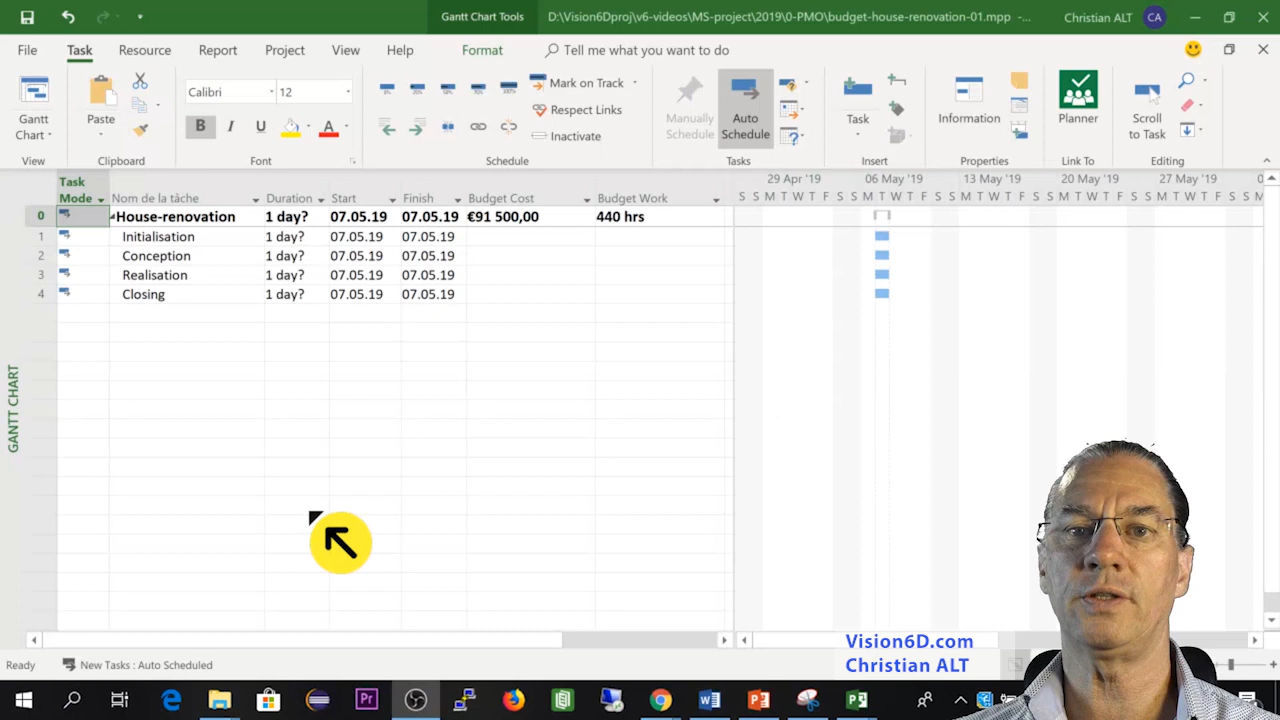 Gantt Chart Tools
D:\Vision6Dproj\v6-videos\MS-project\2019\0-PMO\budget-house-renovation-01.mpp -...
Christian ALT
CA
File
Task
Resource
Report
Project
View
Help
Format
Tell me what you want to do
Gantt
Chart
Paste
Calibri
12
B I U A
Mark on Track
Respect Links
Inactivate
Manually
Schedule
Auto
Schedule
Task
Information
Planner
Scroll
to Task
View
Clipboard
Font
Schedule
Tasks
Insert
Properties
Link To
Editing
Task
Mode
Nom de la tâche
Duration
Start
Finish
Budget Cost
Budget Work
29 Apr '19
06 May '19
13 May '19
20 May '19
27 May '19
S S M T W T F S S M T W T F S S M T W T F S S M T W T F S S M T W T F S S M
0 House-renovation 1 day? 07.05.19 07.05.19 €91 500,00 440 hrs
1 Initialisation 1 day? 07.05.19 07.05.19
2 Conception 1 day? 07.05.19 07.05.19
3 Realisation 1 day? 07.05.19 07.05.19
4 Closing 1 day? 07.05.19 07.05.19
GANTT CHART
Vision6D.com
Christian ALT
Ready
New Tasks : Auto Scheduled